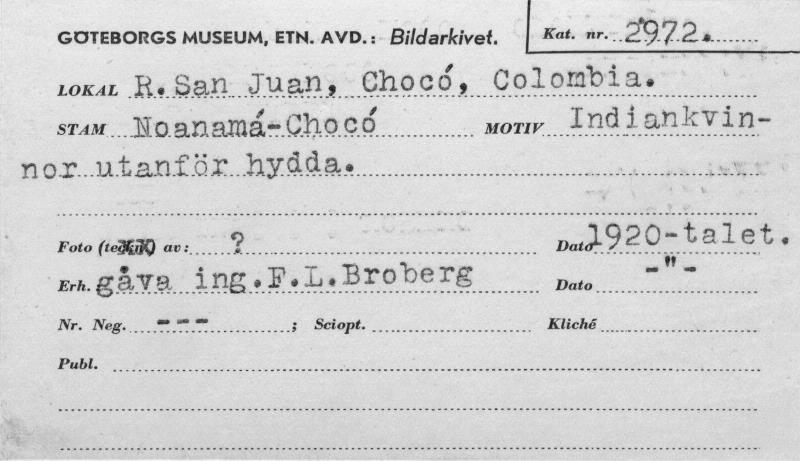 GÖTEBORGS MUSEUM, ETN. AVD.: Bildarkivet. Kat. nr. 2972.
LOKAL R. San Juan, Chocó, Colombia.
STAM Noanamá-Chocó MOTIV Indiankvin-
nor utanför hydda.
Foto (teckn) av: ? Dato 1920-talet.
Erh. gåva ing.F.L.Broberg Dato -"-
Nr. Neg. --- ; Sciopt. Kliché
Publ.